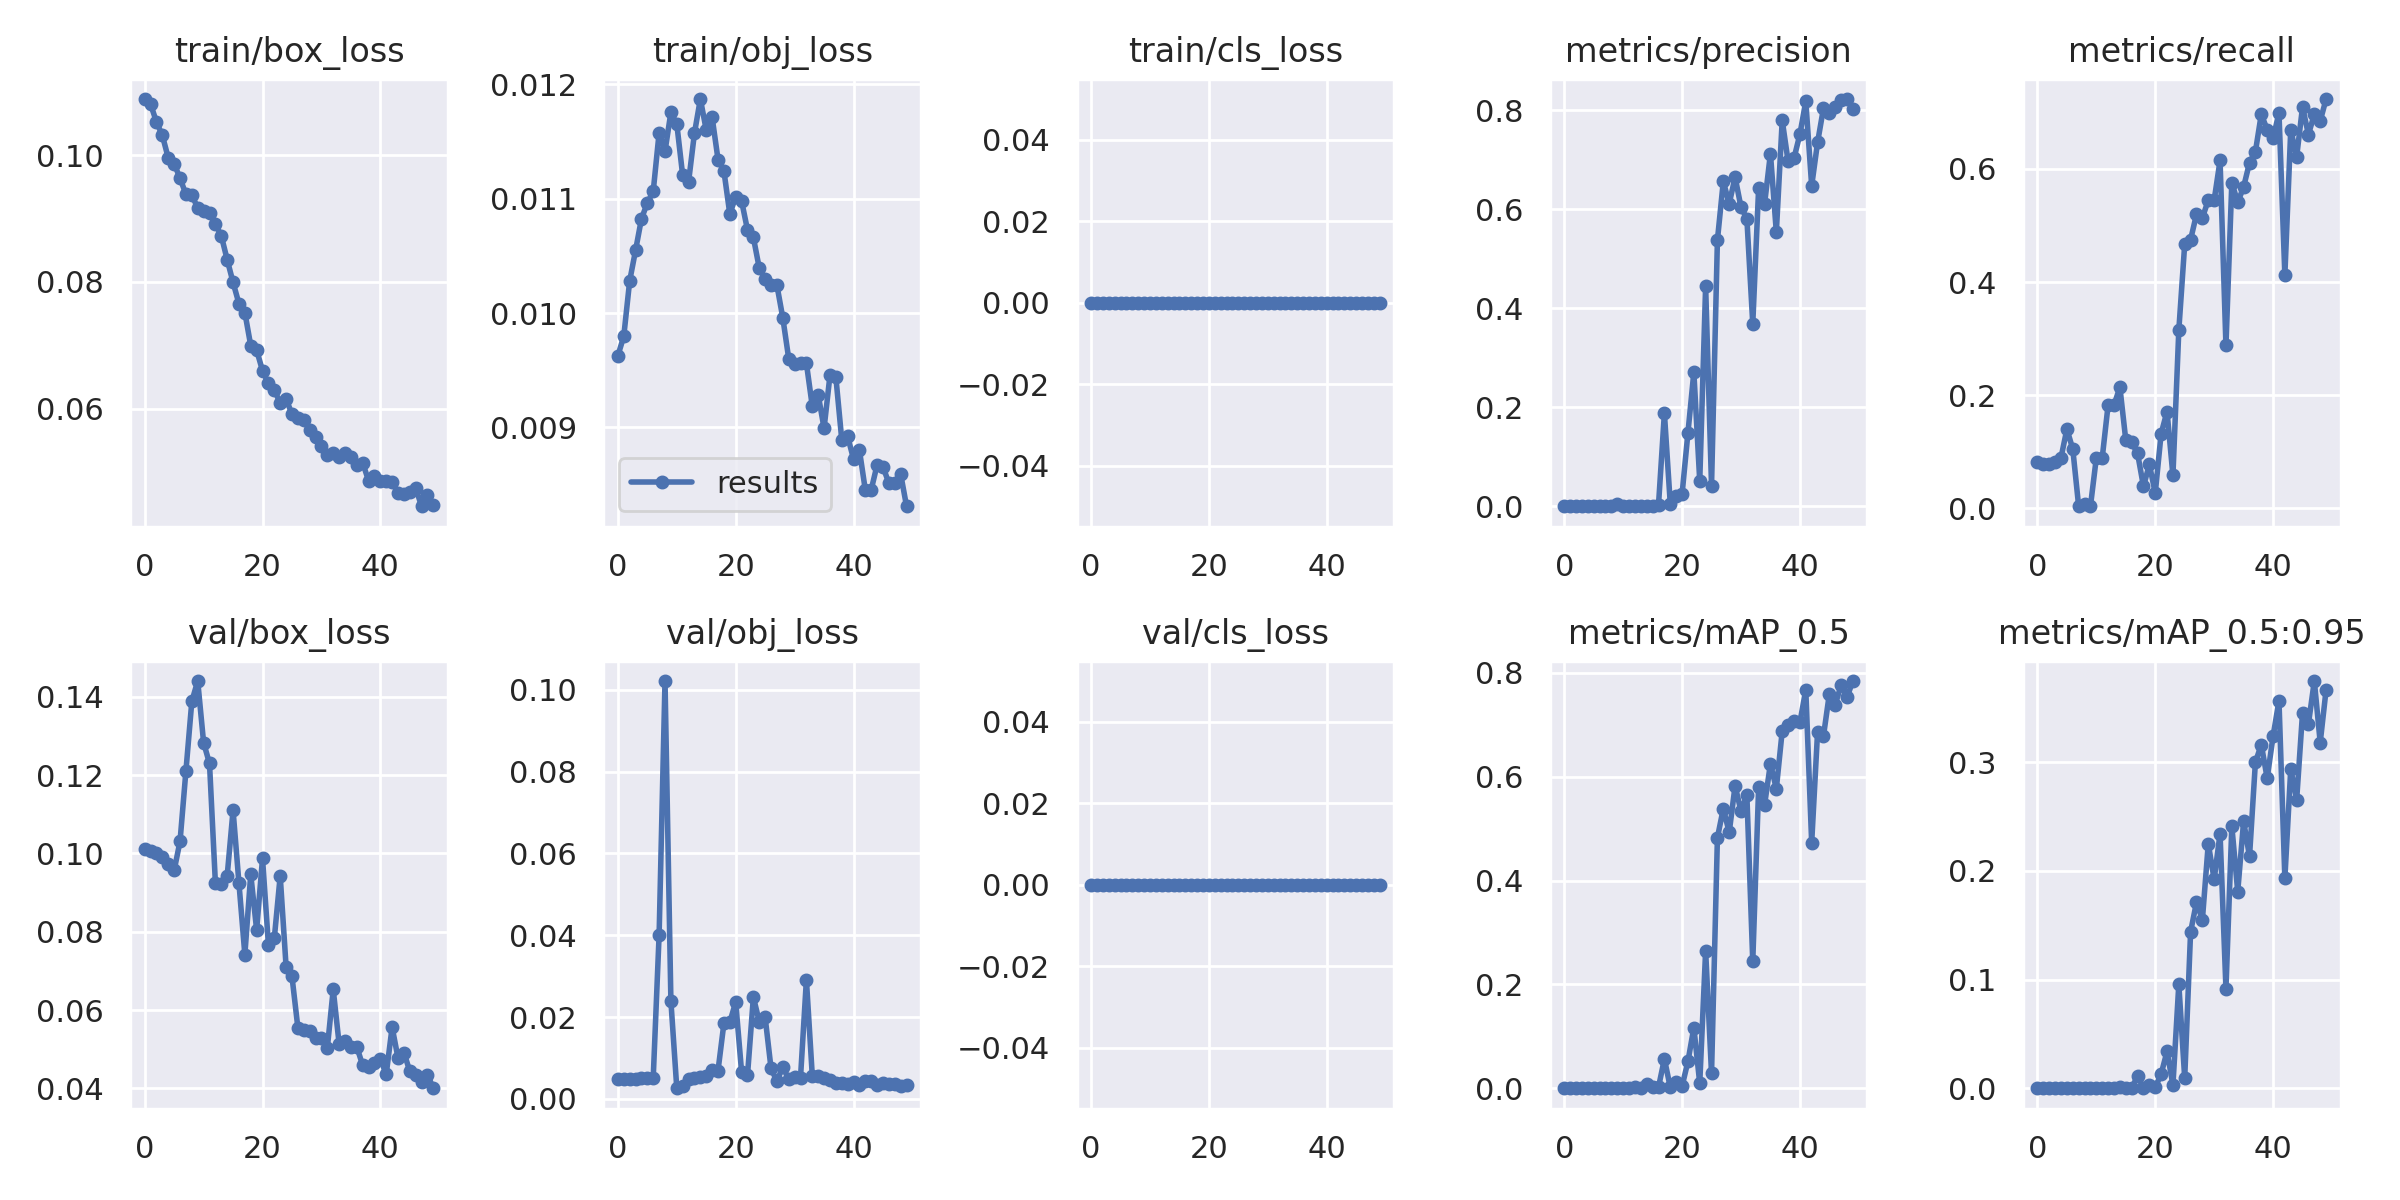 train/box_loss
0.10
0.08
0.06
0 20 40
train/obj_loss
0.012
0.011
0.010
0.009
results
0 20 40
train/cls_loss
0.04
0.02
0.00
−0.02
−0.04
0 20 40
metrics/precision
0.8
0.6
0.4
0.2
0.0
0 20 40
metrics/recall
0.6
0.4
0.2
0.0
0 20 40
val/box_loss
0.14
0.12
0.10
0.08
0.06
0.04
0 20 40
val/obj_loss
0.10
0.08
0.06
0.04
0.02
0.00
0 20 40
val/cls_loss
0.04
0.02
0.00
−0.02
−0.04
0 20 40
metrics/mAP_0.5
0.8
0.6
0.4
0.2
0.0
0 20 40
metrics/mAP_0.5:0.95
0.3
0.2
0.1
0.0
0 20 40